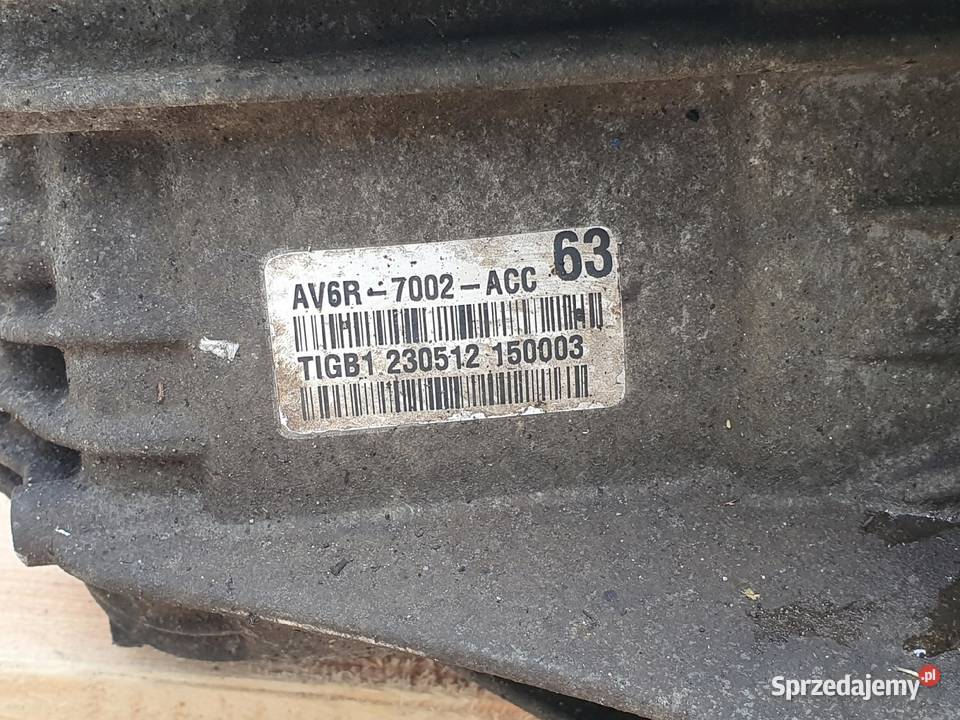 63
AV6R-7002-ACC
TIGB1 230512 150003
Sprzedajemy.pl